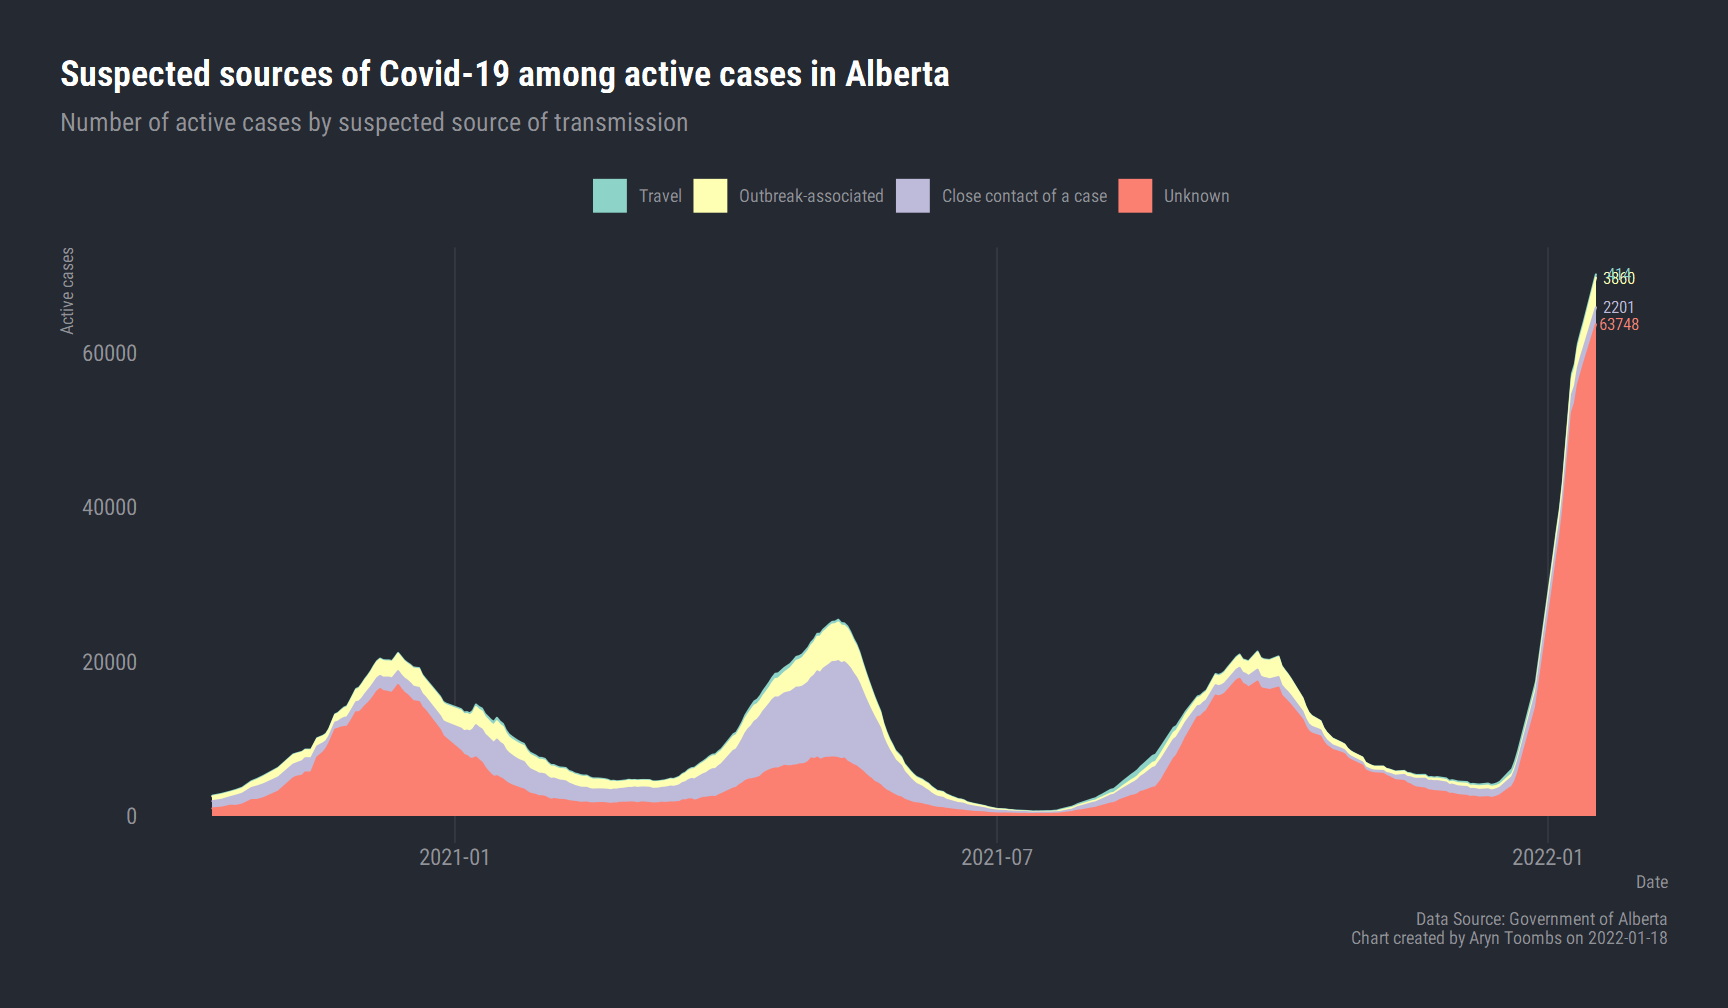 Suspected sources of Covid-19 among active cases in Alberta
Number of active cases by suspected source of transmission
Travel
Outbreak-associated
Close contact of a case
Unknown
Active cases
60000
40000
20000
0
3860
2201
63748
2021-01
2021-07
2022-01
Date
Data Source: Government of Alberta
Chart created by Aryn Toombs on 2022-01-18